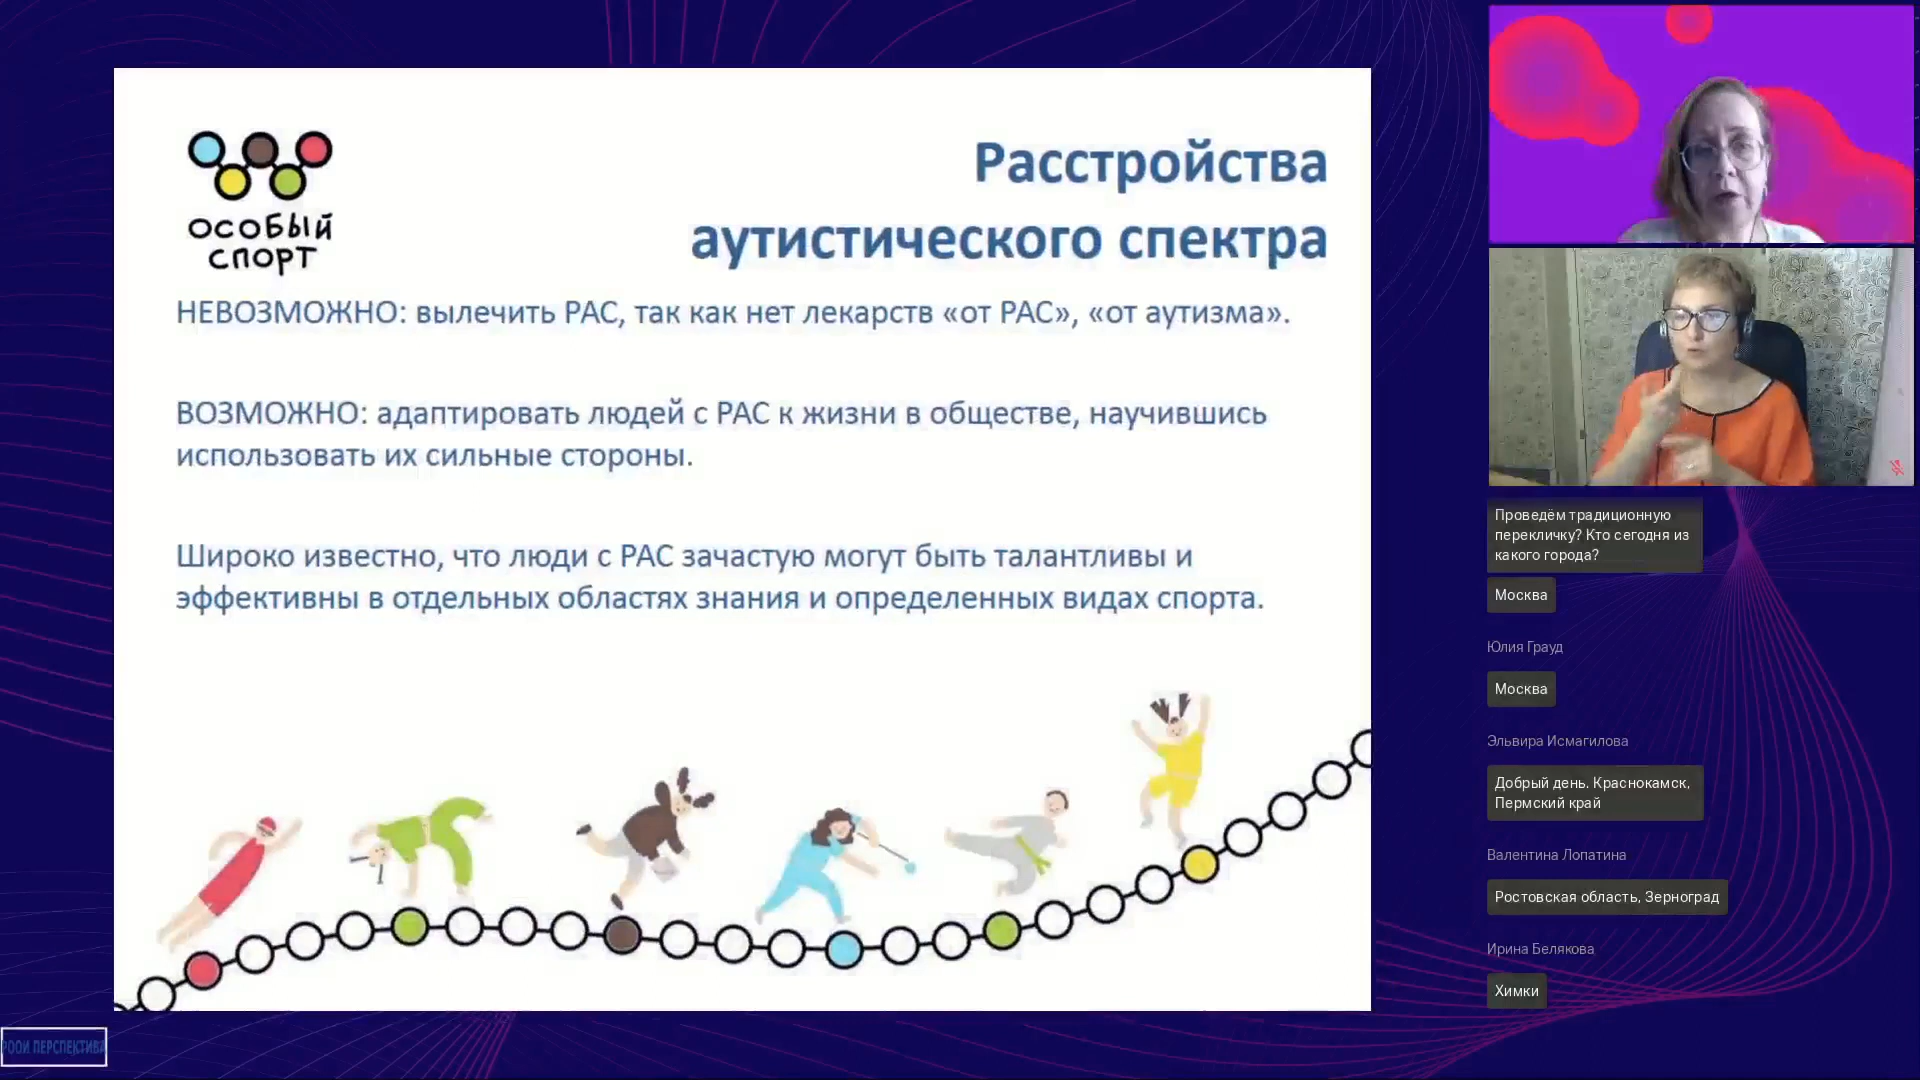 ОСОБЫЙ
СПОРТ
Расстройства
аутистического спектра
НЕВОЗМОЖНО: вылечить РАС, так как нет лекарств «от РАС», «от аутизма».
ВОЗМОЖНО: адаптировать людей с РАС к жизни в обществе, научившись
использовать их сильные стороны.
Широко известно, что люди с РАС зачастую могут быть талантливы и
эффективны в отдельных областях знания и определенных видах спорта.
РООИ ПЕРСПЕКТИВА
Проведём традиционную
перекличку? Кто сегодня из
какого города?
Москва
Юлия Грауд
Москва
Эльвира Исмагилова
Добрый день. Краснокамск,
Пермский край
Валентина Лопатина
Ростовская область, Зерноград
Ирина Белякова
Химки